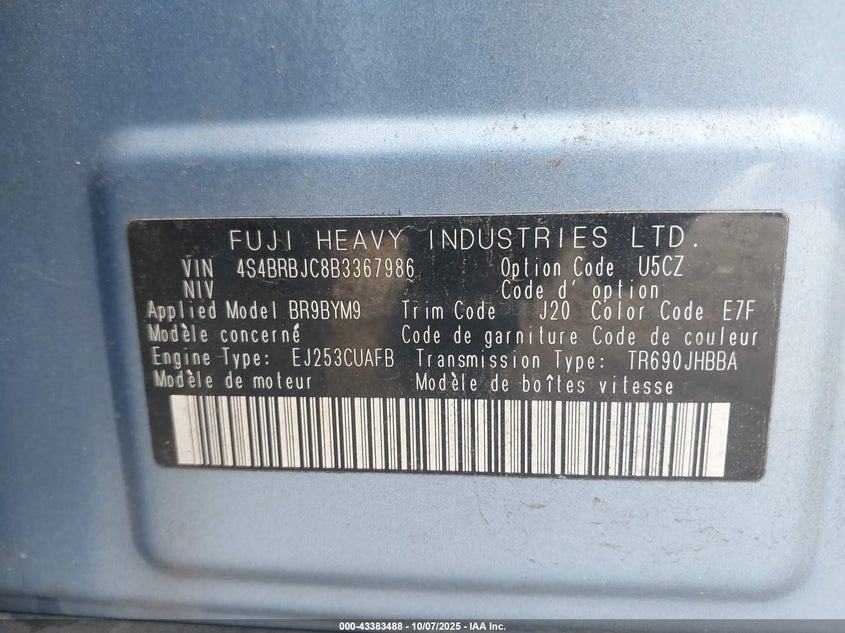 FUJI HEAVY INDUSTRIES LTD.
VIN 4S4BRBJC8B3367986 Option Code U5CZ
NIV Code d' option
Applied Model BR9BYM9 Trim Code J20 Color Code E7F
Modèle concerné Code de garniture Code de couleur
Engine Type: EJ253CUAFB Transmission Type: TR690JHBBA
Modèle de moteur Modèle de boîtes vitesse
000-43383488 - 10/07/2025 - IAA Inc.